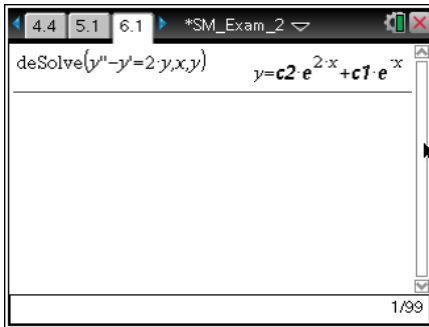 4.4 5.1 6.1 *SM_Exam_2
deSolve(y''-y'=2·y,x,y) y=c2·e^2·x+c1·e^-x
1/99